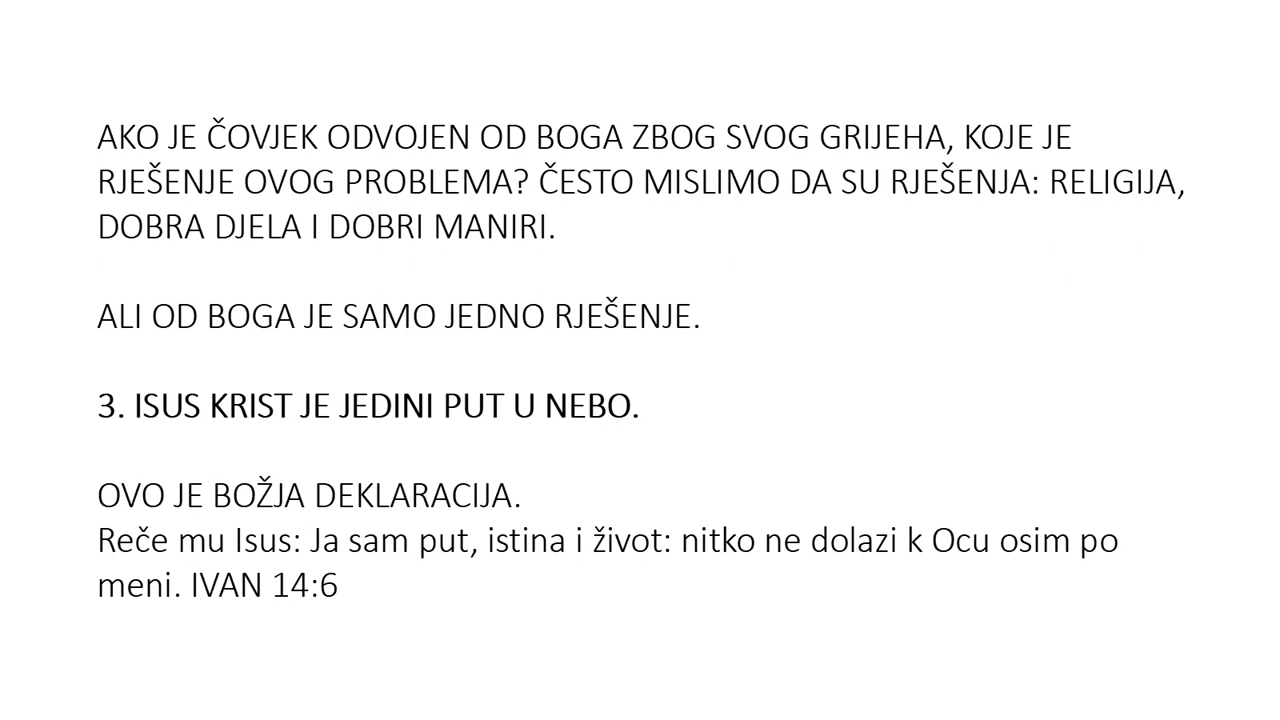 AKO JE ČOVJEK ODVOJEN OD BOGA ZBOG SVOG GRIJEHA, KOJE JE
RJEŠENJE OVOG PROBLEMA? ČESTO MISLIMO DA SU RJEŠENJA: RELIGIJA,
DOBRA DJELA I DOBRI MANIRI.
ALI OD BOGA JE SAMO JEDNO RJEŠENJE.
3. ISUS KRIST JE JEDINI PUT U NEBO.
OVO JE BOŽJA DEKLARACIJA.
Reče mu Isus: Ja sam put, istina i život: nitko ne dolazi k Ocu osim po
meni. IVAN 14:6